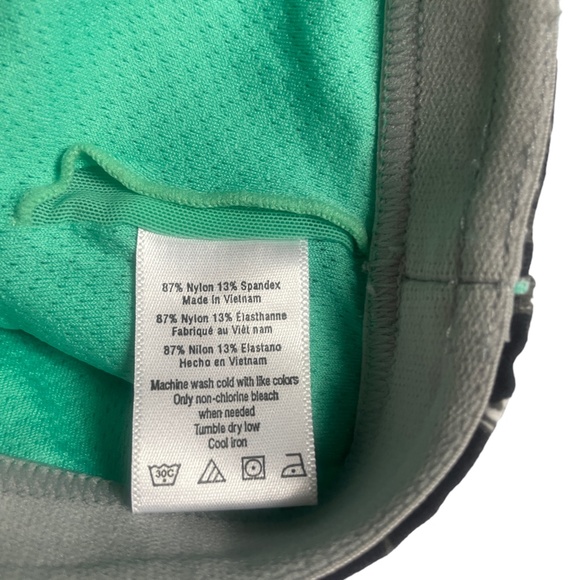 87% Nylon 13% Spandex
Made in Vietnam
87% Nylon 13% Élasthanne
Fabriqué au Việt nam
87% Nilon 13% Elastano
Hecho en Vietnam
Machine wash cold with like colors
Only non-chlorine bleach
when needed
Tumble dry low
Cool iron
30C